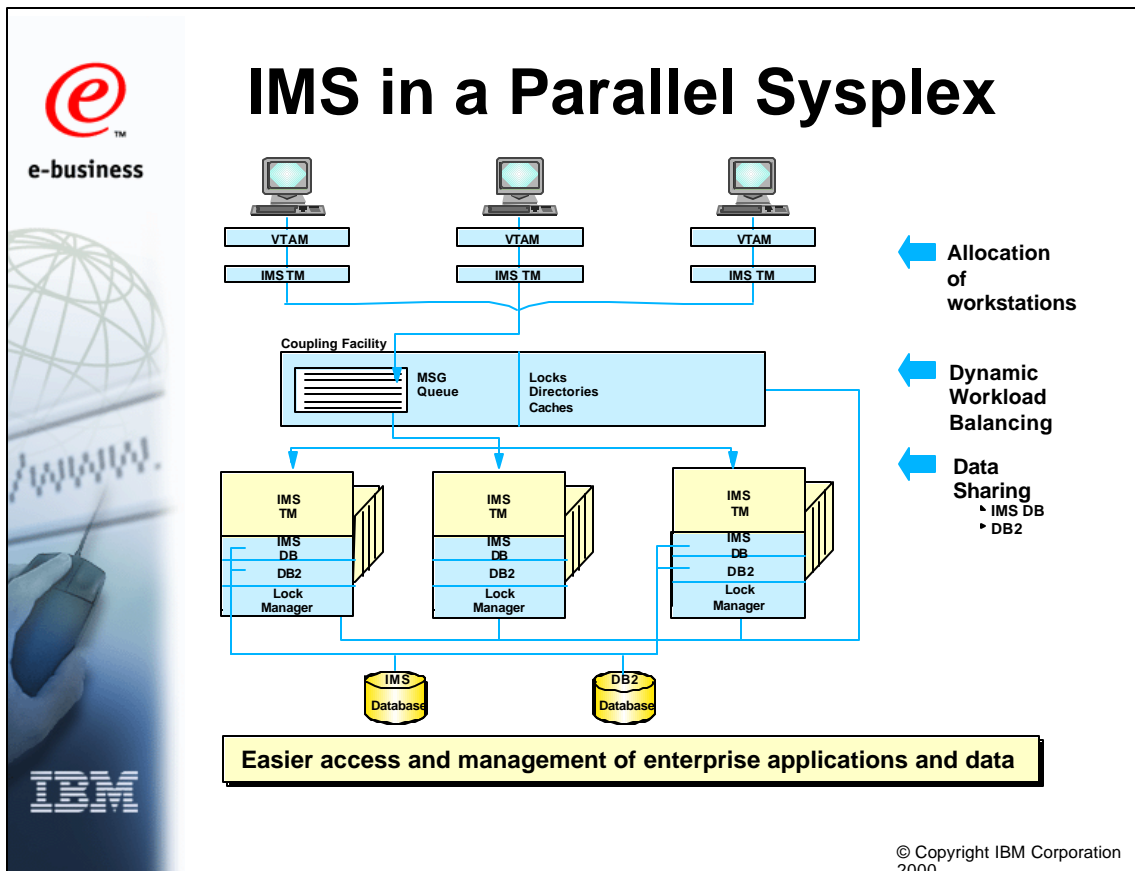 e
TM
e-business
IMS in a Parallel Sysplex
VTAM
VTAM
VTAM
IMS TM
IMS TM
IMS TM
Allocation
of
workstations
Coupling Facility
MSG
Queue
Locks
Directories
Caches
Dynamic
Workload
Balancing
Data
Sharing
IMS DB
DB2
IMS
TM
IMS
DB
DB2
Lock
Manager
IMS
TM
IMS
DB
DB2
Lock
Manager
IMS
TM
IMS
DB
DB2
Lock
Manager
IMS
Database
DB2
Database
Easier access and management of enterprise applications and data
IBM
© Copyright IBM Corporation
2000